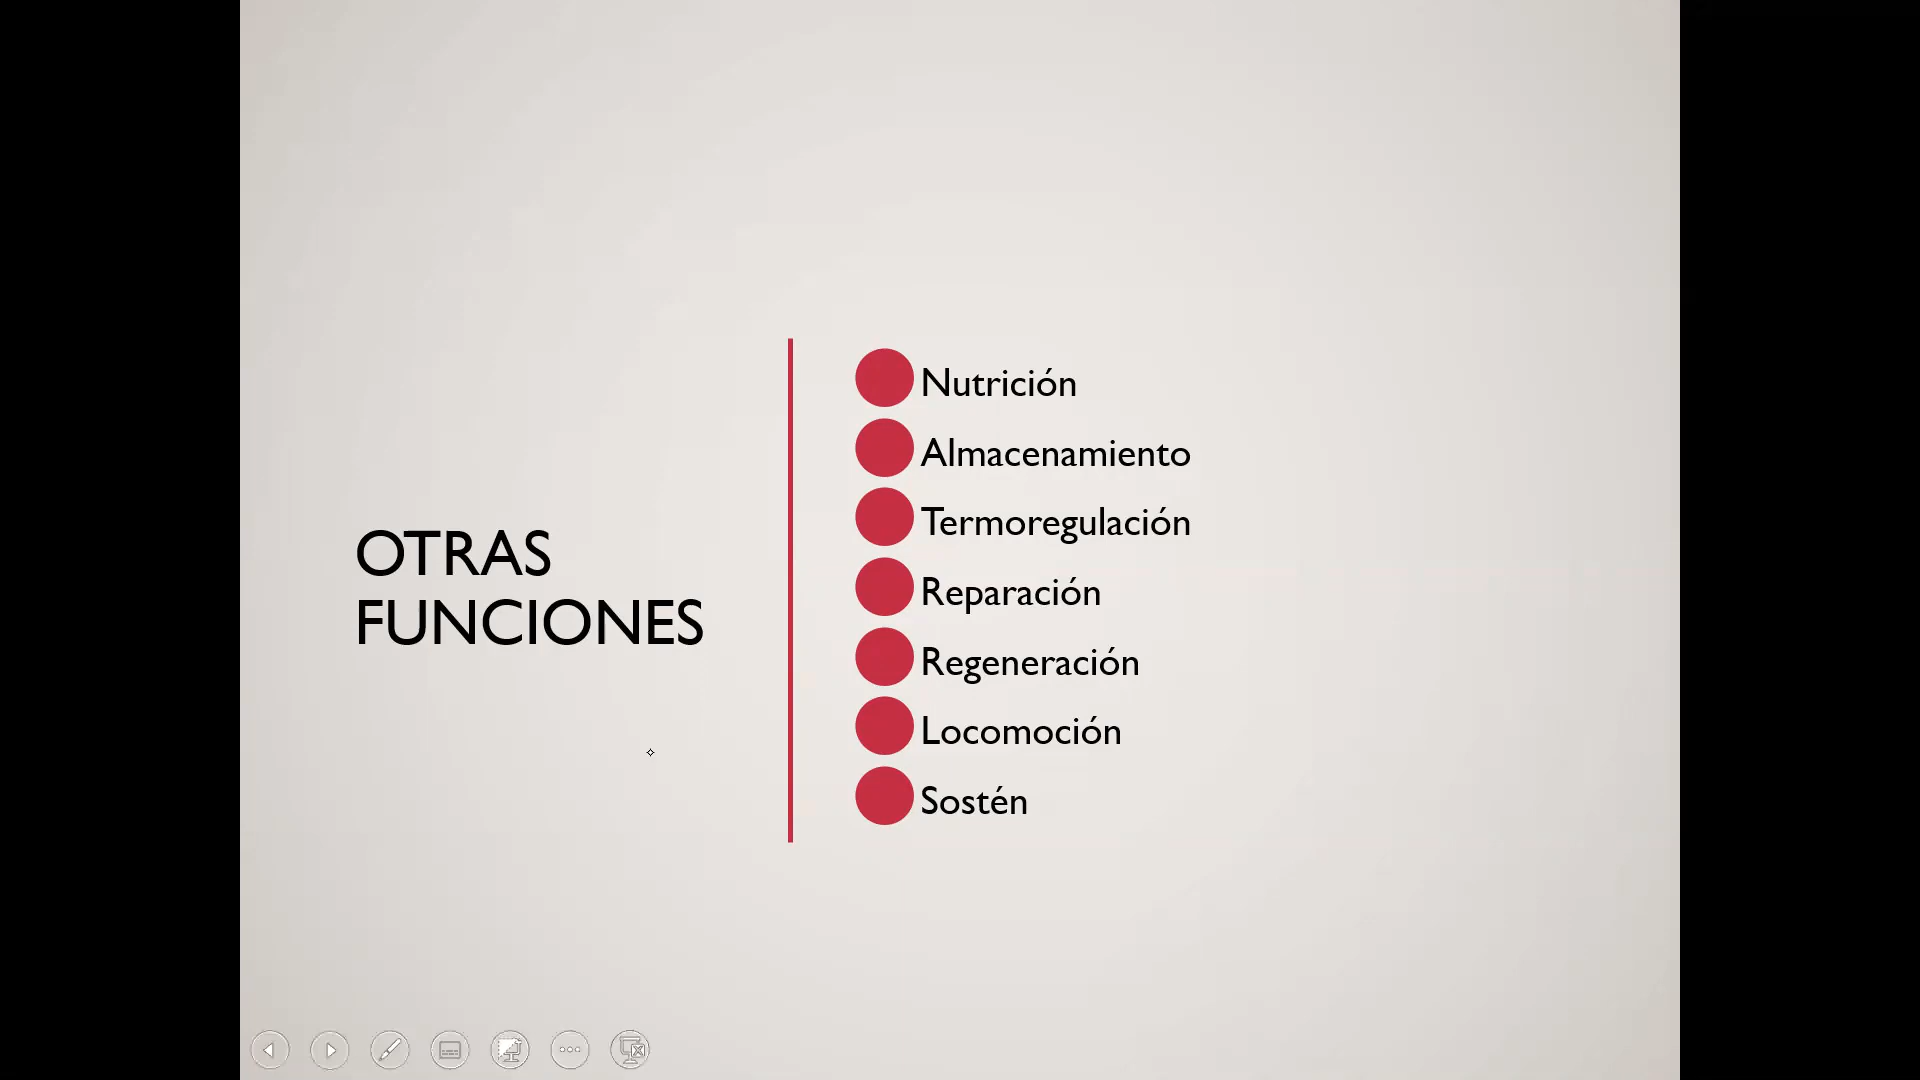 OTRAS
FUNCIONES
Nutrición
Almacenamiento
Termoregulación
Reparación
Regeneración
Locomoción
Sostén